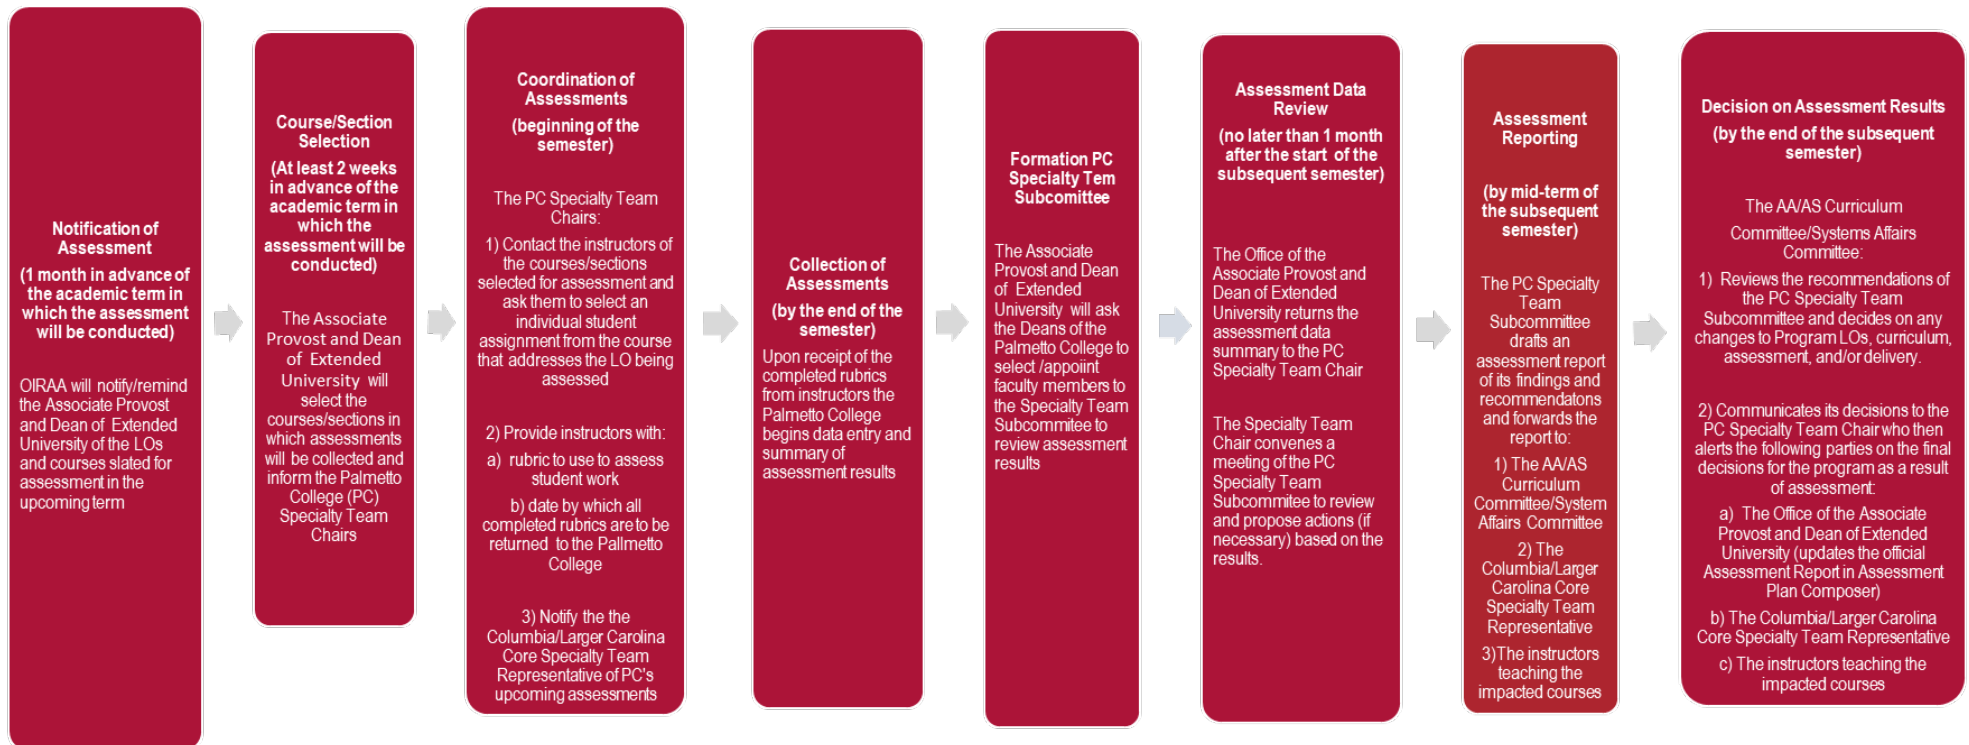 Notification of
Assessment
(1 month in advance of
the academic term in
which the assessment
will be conducted)
OIRAA will notify/remind
the Associate Provost
and Dean of Extended
University of the LOs
and courses slated for
assessment in the
upcoming term
Course/Section
Selection
(At least 2 weeks
in advance of the
academic term in
which the
assessment will be
conducted)
The Associate
Provost and Dean
of Extended
University will
select the
courses/sections in
which assessments
will be collected and
inform the Palmetto
College (PC)
Specialty Team
Chairs
Coordination of
Assessments
(beginning of the
semester)
The PC Specialty Team
Chairs:
1) Contact the instructors of
the courses/sections
selected for assessment and
ask them to select an
individual student
assignment from the course
that addresses the LO being
assessed
2) Provide instructors with:
a) rubric to use to assess
student work
b) date by which all
completed rubrics are to be
returned to the Pallmetto
College
3) Notify the the
Columbia/Larger Carolina
Core Specialty Team
Representative of PC's
upcoming assessments
Collection of
Assessments
(by the end of the
semester)
Upon receipt of the
completed rubrics
from instructors the
Palmetto College
begins data entry and
summary of
assessment results
Formation PC
Specialty Tem
Subcomittee
The Associate
Provost and Dean
of Extended
University will ask
the Deans of the
Palmetto College to
select /appoiint
faculty members to
the Specialty Team
Subcommitee to
review assessment
results
Assessment Data
Review
(no later than 1 month
after the start of the
subsequent semester)
The Office of the
Associate Provost and
Dean of Extended
University returns the
assessment data
summary to the PC
Specialty Team Chair
The Specialty Team
Chair convenes a
meeting of the PC
Specialty Team
Subcommitee to review
and propose actions (if
necessary) based on the
results.
Assessment
Reporting
(by mid-term of
the subsequent
semester)
The PC Specialty
Team
Subcommittee
drafts an
assessment report
of its findings and
recommendatons
and forwards the
report to:
1) The AA/AS
Curriculum
Committee/System
Affairs Committee
2) The
Columbia/Larger
Carolina Core
Specialty Team
Representative
3)The instructors
teaching the
impacted courses
Decision on Assessment Results
(by the end of the subsequent
semester)
The AA/AS Curriculum
Committee/Systems Affairs
Committee:
1) Reviews the recommendations of
the PC Specialty Team
Subcommittee and decides on any
changes to Program LOs, curriculum,
assessment, and/or delivery.
2) Communicates its decisions to the
PC Specialty Team Chair who then
alerts the following parties on the final
decisions for the program as a result
of assessment:
a) The Office of the Associate
Provost and Dean of Extended
University (updates the official
Assessment Report in Assessment
Plan Composer)
b) The Columbia/Larger Carolina
Core Specialty Team Representative
c) The instructors teaching the
impacted courses